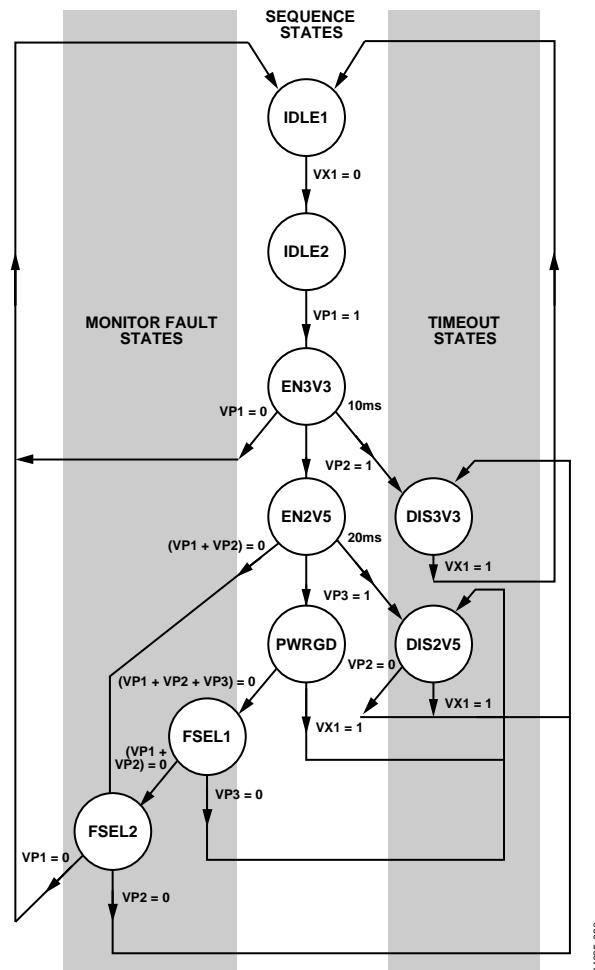 SEQUENCE
STATES
IDLE1
VX1 = 0
IDLE2
VP1 = 1
MONITOR FAULT
STATES
TIMEOUT
STATES
EN3V3
VP1 = 0
10ms
VP2 = 1
EN2V5
DIS3V3
(VP1 + VP2) = 0
20ms
VX1 = 1
VP3 = 1
PWRGD
DIS2V5
VP2 = 0
(VP1 + VP2 + VP3) = 0
VX1 = 1
FSEL1
VX1 = 1
(VP1 +
VP2) = 0
VP3 = 0
FSEL2
VP1 = 0
VP2 = 0